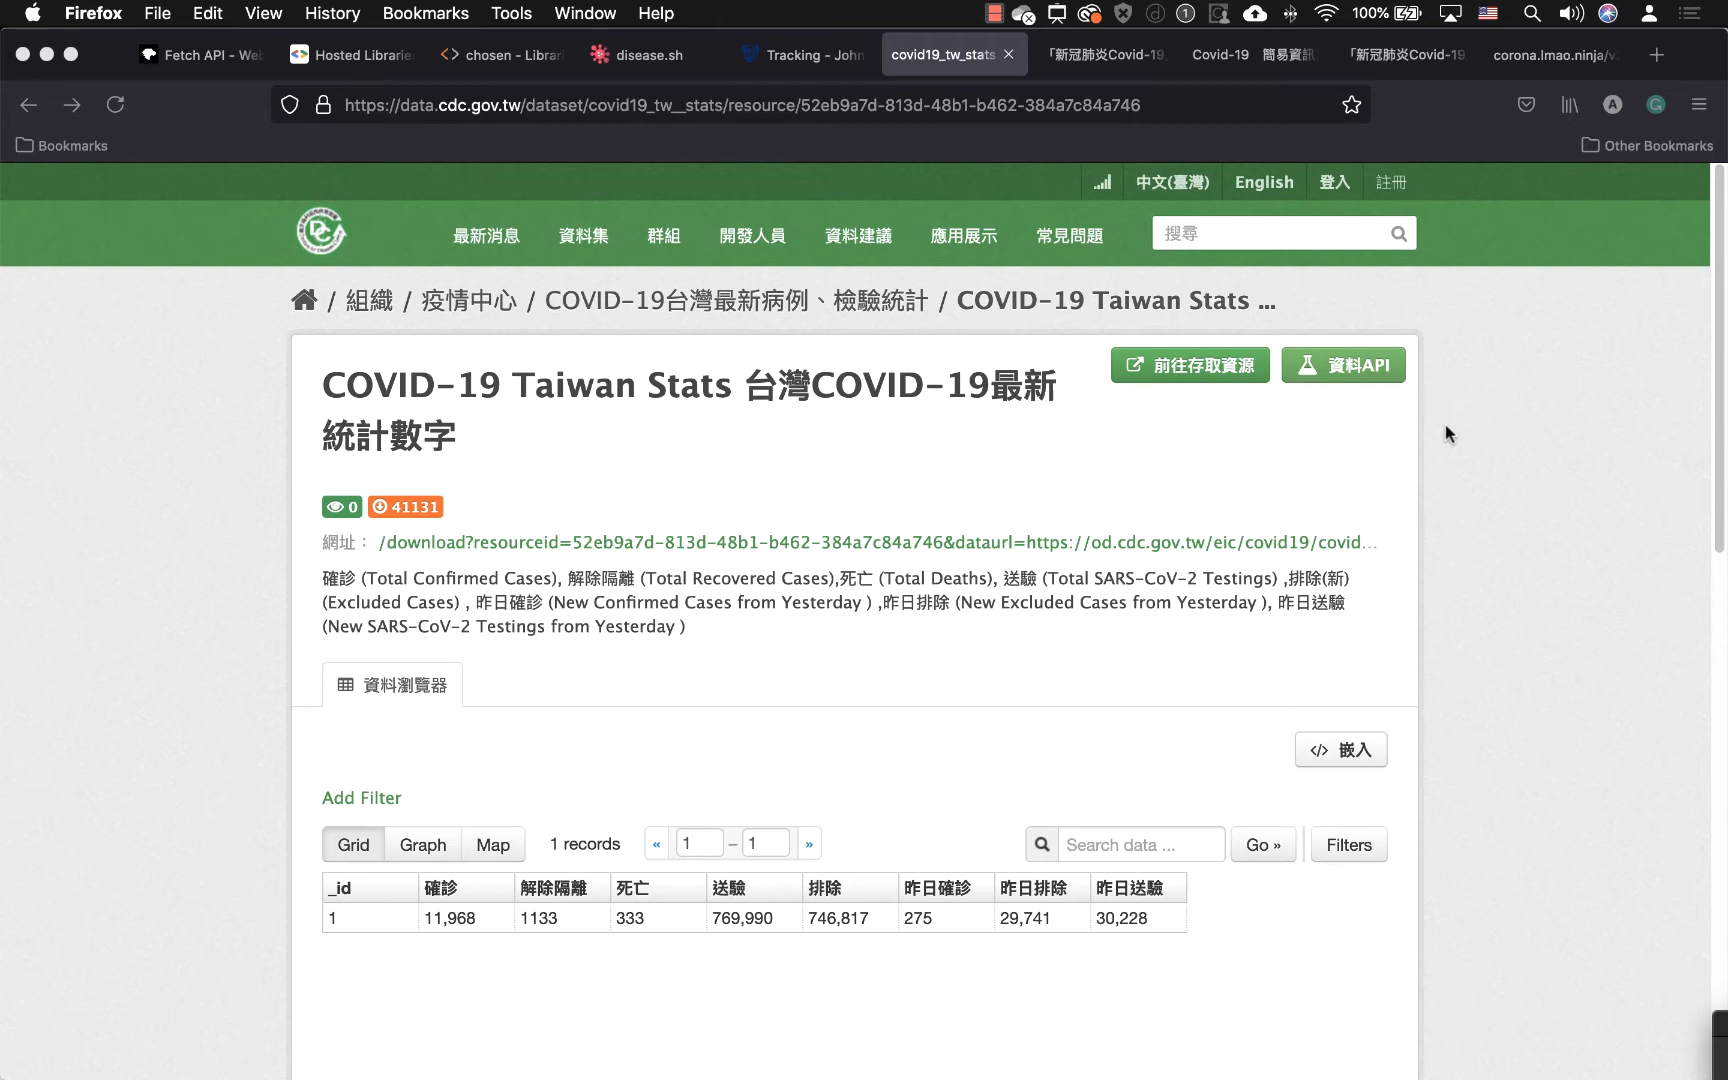 Firefox File Edit View History Bookmarks Tools Window Help 100%
Fetch API - We Hosted Librarie chosen - Librar disease.sh Tracking - John covid19_tw_stats 「新冠肺炎Covid-19 Covid-19 簡易資訊 「新冠肺炎Covid-19 corona.lmao.ninja/v
https://data.cdc.gov.tw/dataset/covid19_tw__stats/resource/52eb9a7d-813d-48b1-b462-384a7c84a746
Bookmarks Other Bookmarks
中文(臺灣) English 登入 註冊
最新消息 資料集 群組 開發人員 資料建議 應用展示 常見問題 搜尋
/ 組織 / 疫情中心 / COVID-19台灣最新病例、檢驗統計 / COVID-19 Taiwan Stats ...
前往存取資源 資料API
COVID-19 Taiwan Stats 台灣COVID-19最新
統計數字
0 41131
網址： /download?resourceid=52eb9a7d-813d-48b1-b462-384a7c84a746&dataurl=https://od.cdc.gov.tw/eic/covid19/covid...
確診 (Total Confirmed Cases), 解除隔離 (Total Recovered Cases),死亡 (Total Deaths), 送驗 (Total SARS-CoV-2 Testings) ,排除(新)
(Excluded Cases) , 昨日確診 (New Confirmed Cases from Yesterday ) ,昨日排除 (New Excluded Cases from Yesterday ), 昨日送驗
(New SARS-CoV-2 Testings from Yesterday )
資料瀏覽器
</> 嵌入
Add Filter
Grid Graph Map 1 records « 1 – 1 » Search data ... Go » Filters
_id 確診 解除隔離 死亡 送驗 排除 昨日確診 昨日排除 昨日送驗
1 11,968 1133 333 769,990 746,817 275 29,741 30,228